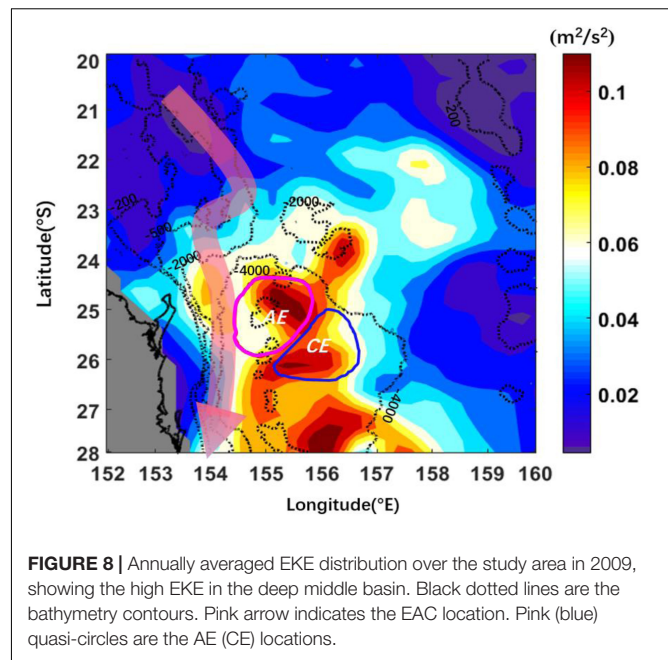 (m²/s²)
20
21
22
23
24
25
26
27
28
Latitude(°S)
-200
-200
-500
-2000
-2000
4000
4000
AE
CE
0.1
0.08
0.06
0.04
0.02
152 153 154 155 156 157 158 159 160
Longitude(°E)
FIGURE 8 | Annually averaged EKE distribution over the study area in 2009,
showing the high EKE in the deep middle basin. Black dotted lines are the
bathymetry contours. Pink arrow indicates the EAC location. Pink (blue)
quasi-circles are the AE (CE) locations.